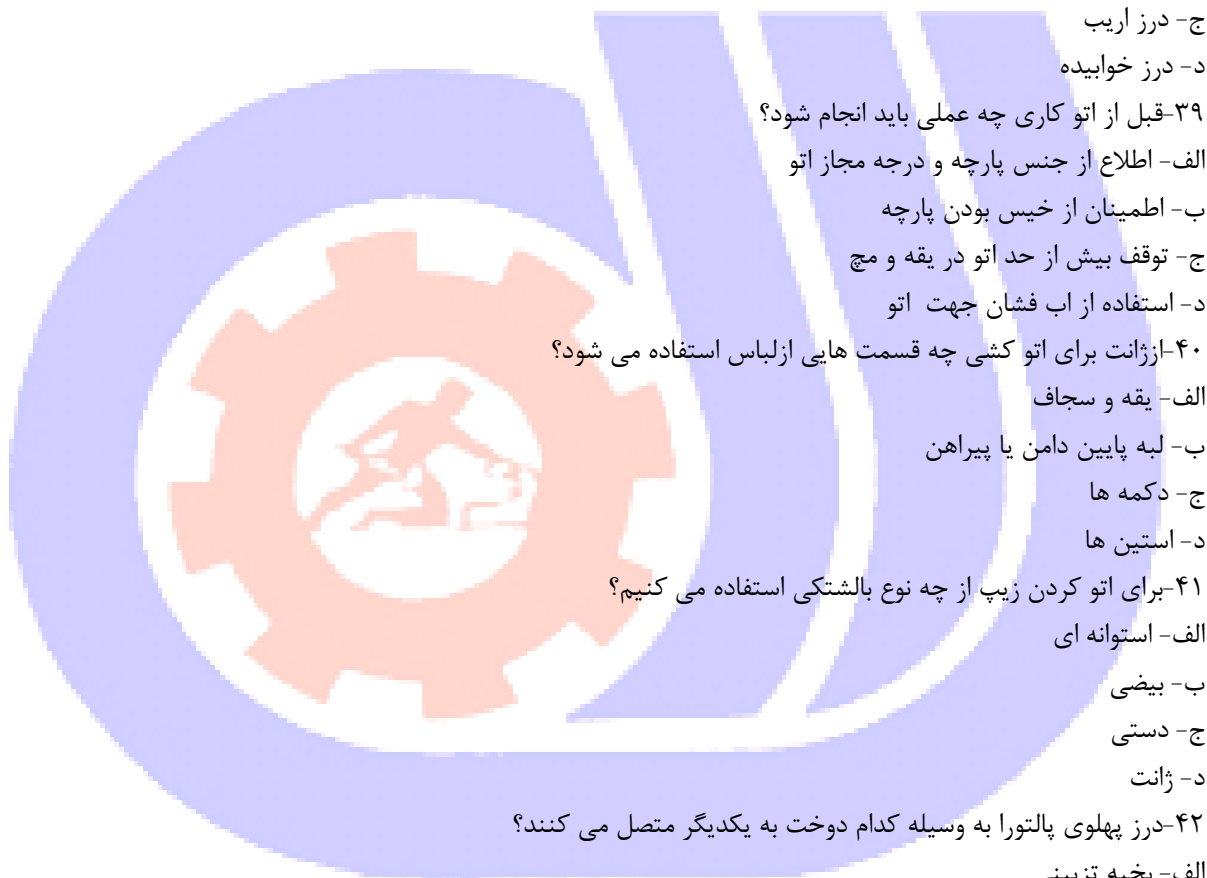 ج- درز اریب
د- درز خوابیده
۳۹-قبل از اتو کاری چه عملی باید انجام شود؟
الف- اطلاع از جنس پارچه و درجه مجاز اتو
ب- اطمینان از خیس بودن پارچه
ج- توقف بیش از حد اتو در یقه و مچ
د- استفاده از اب فشان جهت اتو
۴۰-ازژانت برای اتو کشی چه قسمت هایی ازلباس استفاده می شود؟
الف- یقه و سجاف
ب- لبه پایین دامن یا پیراهن
ج- دکمه ها
د- استین ها
۴۱-برای اتو کردن زیپ از چه نوع بالشتکی استفاده می کنیم؟
الف- استوانه ای
ب- بیضی
ج- دستی
د- ژانت
۴۲-درز پهلوی پالتورا به وسیله کدام دوخت به یکدیگر متصل می کنند؟
الف- بخیه تزیینی